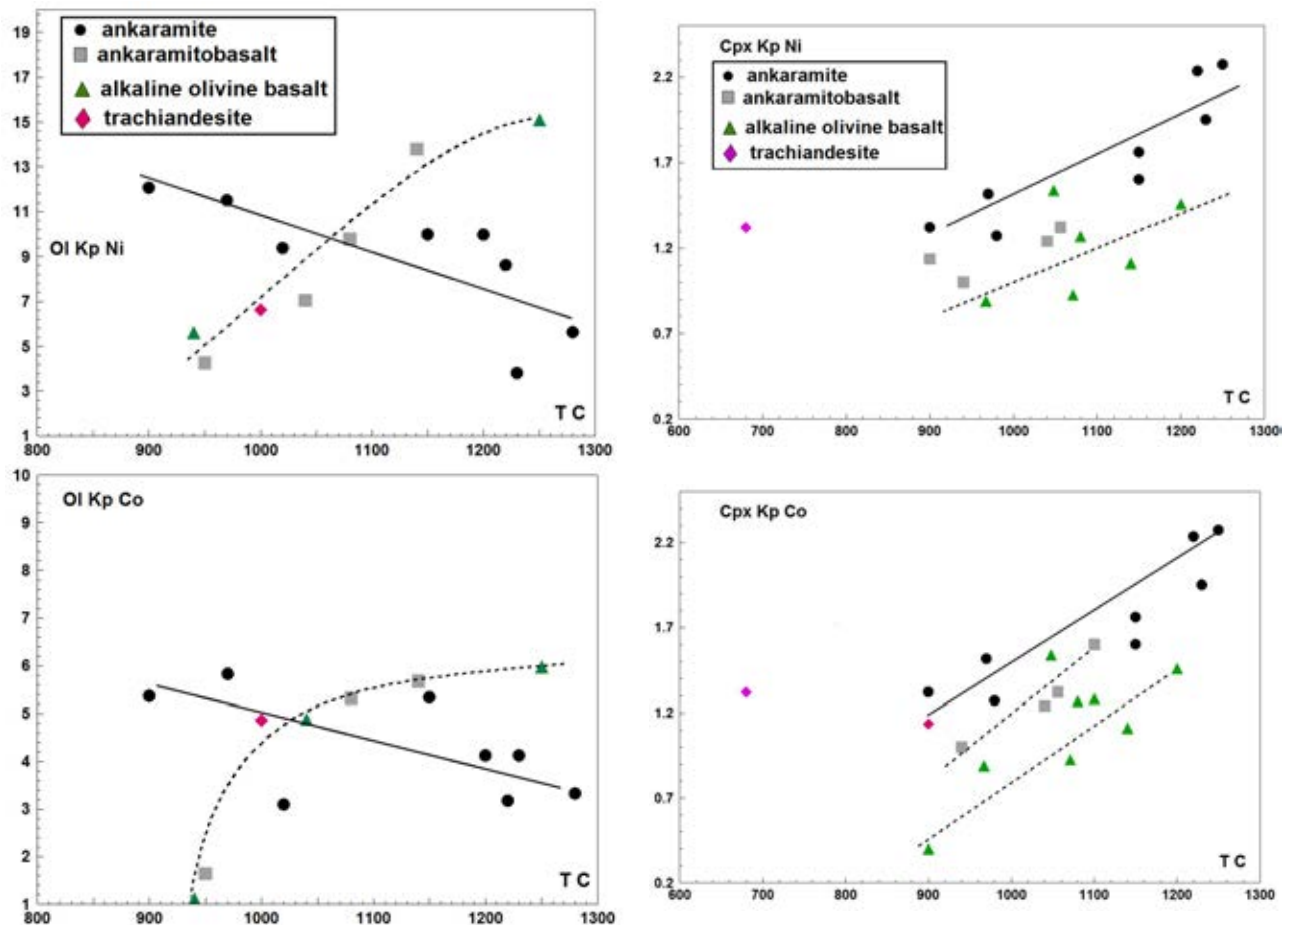 19
17
15
13
11
9
7
5
3
1
ankaramite
ankaramitobasalt
alkaline olivine basalt
trachiandesite
Ol Kp Ni
T C
800 900 1000 1100 1200 1300
Cpx Kp Ni
ankaramite
ankaramitobasalt
alkaline olivine basalt
trachiandesite
2.2
1.7
1.2
0.7
0.2
T C
600 700 800 900 1000 1100 1200 1300
Ol Kp Co
10
9
8
7
6
5
4
3
2
1
T C
800 900 1000 1100 1200 1300
Cpx Kp Co
2.2
1.7
1.2
0.7
0.2
T C
600 700 800 900 1000 1100 1200 1300